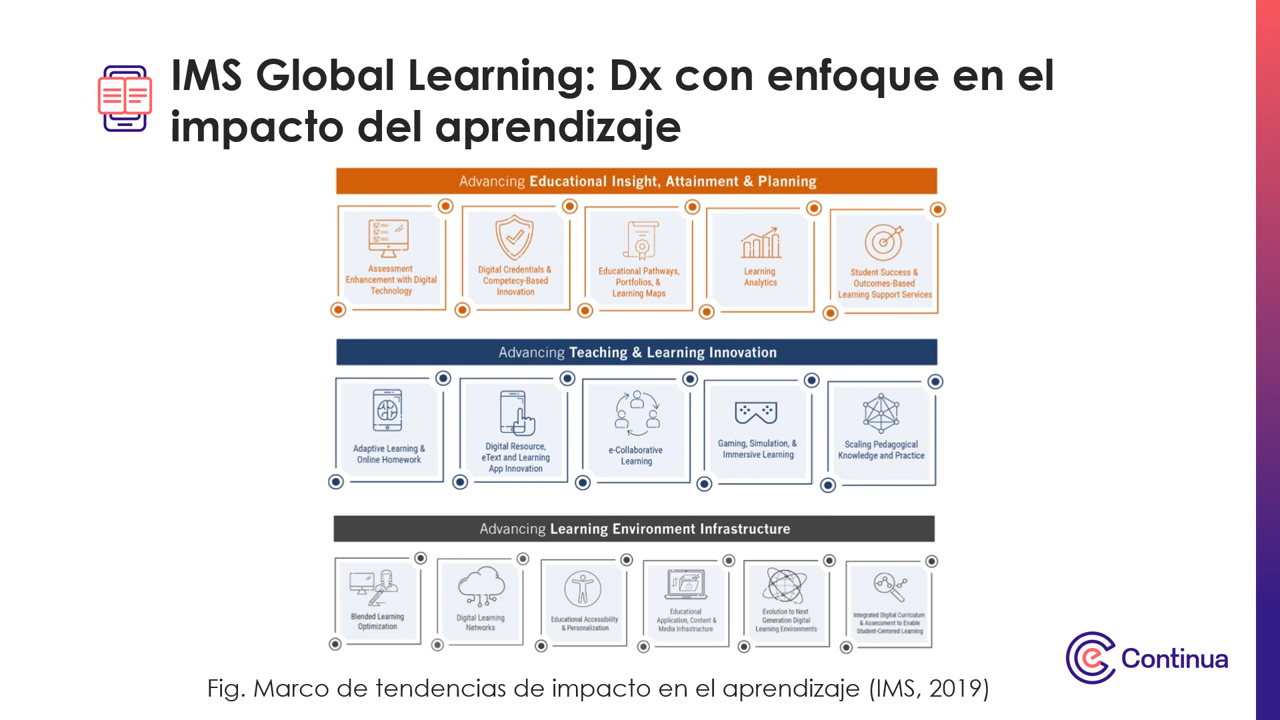 IMS Global Learning: Dx con enfoque en el
impacto del aprendizaje
Advancing Educational Insight, Attainment & Planning
Assessment
Enhancement with Digital
Technology
Digital Credentials &
Competency-Based
Innovation
Educational Pathways,
Portfolios, &
Learning Maps
Learning
Analytics
Student Success &
Outcomes-Based
Learning Support Services
Advancing Teaching & Learning Innovation
Adaptive Learning &
Online Homework
Digital Resource,
eText and Learning
App Innovation
e-Collaborative
Learning
Gaming, Simulation, &
Immersive Learning
Scaling Pedagogical
Knowledge and Practice
Advancing Learning Environment Infrastructure
Blended Learning
Optimization
Digital Learning
Networks
Educational Accessibility
& Personalization
Educational
Application, Content &
Media Infrastructure
Evolution to Next
Generation Digital
Learning Environments
Integrated Digital Curriculum
& Assessment to Enable
Student-Centered Learning
Continua
Fig. Marco de tendencias de impacto en el aprendizaje (IMS, 2019)